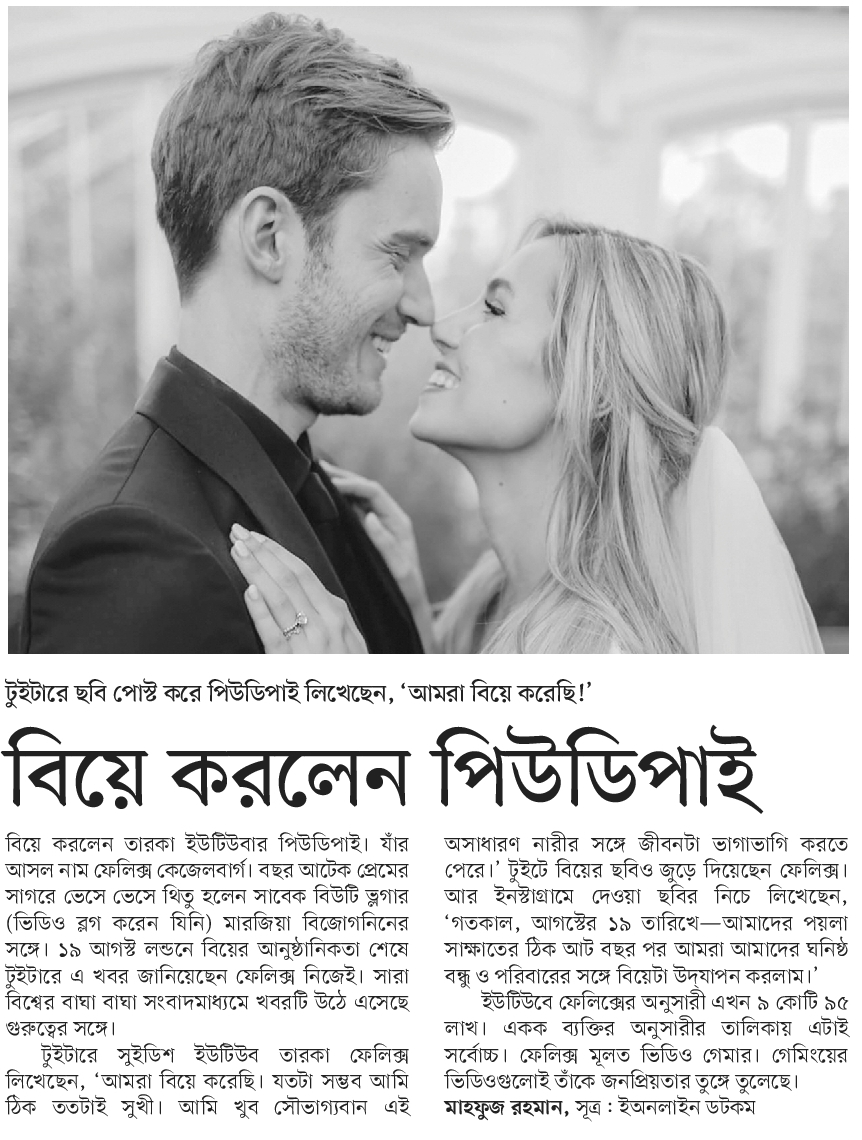 টুইটারে ছবি পোস্ট করে পিউডিপাই লিখেছেন, ‘আমরা বিয়ে করেছি!’
বিয়ে করলেন পিউডিপাই
বিয়ে করলেন তারকা ইউটিউবার পিউডিপাই। যাঁর
আসল নাম ফেলিক্স কেজেলবার্গ। বছর আটেক প্রেমের
সাগরে ভেসে ভেসে থিতু হলেন সাবেক বিউটি ভ্লগার
(ভিডিও ব্লগ করেন যিনি) মারজিয়া বিজোগনিনের
সঙ্গে। ১৯ আগস্ট লন্ডনে বিয়ের আনুষ্ঠানিকতা শেষে
টুইটারে এ খবর জানিয়েছেন ফেলিক্স নিজেই। সারা
বিশ্বের বাঘা বাঘা সংবাদমাধ্যমে খবরটি উঠে এসেছে
গুরুত্বের সঙ্গে।
টুইটারে সুইডিশ ইউটিউব তারকা ফেলিক্স
লিখেছেন, ‘আমরা বিয়ে করেছি। যতটা সম্ভব আমি
ঠিক ততটাই সুখী। আমি খুব সৌভাগ্যবান এই
অসাধারণ নারীর সঙ্গে জীবনটা ভাগাভাগি করতে
পেরে।’ টুইটে বিয়ের ছবিও জুড়ে দিয়েছেন ফেলিক্স।
আর ইনস্টাগ্রামে দেওয়া ছবির নিচে লিখেছেন,
‘গতকাল, আগস্টের ১৯ তারিখে—আমাদের পয়লা
সাক্ষাতের ঠিক আট বছর পর আমরা আমাদের ঘনিষ্ঠ
বন্ধু ও পরিবারের সঙ্গে বিয়েটা উদ্‌যাপন করলাম।’
ইউটিউবে ফেলিক্সের অনুসারী এখন ৯ কোটি ৯৫
লাখ। একক ব্যক্তির অনুসারীর তালিকায় এটাই
সর্বোচ্চ। ফেলিক্স মূলত ভিডিও গেমার। গেমিংয়ের
ভিডিওগুলোই তাঁকে জনপ্রিয়তার তুঙ্গে তুলেছে।
মাহফুজ রহমান, সূত্র : ইঅনলাইন ডটকম